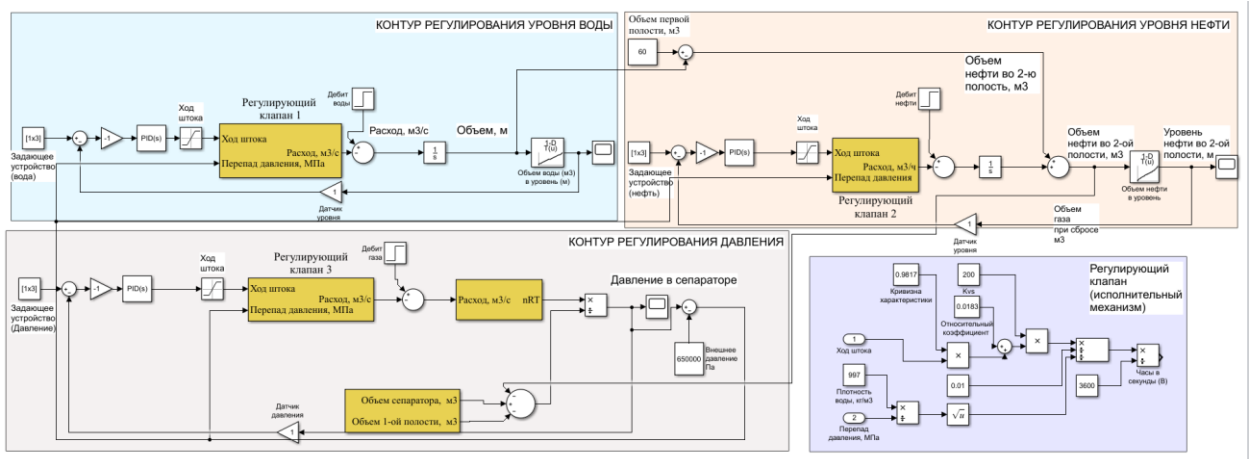 КОНТУР РЕГУЛИРОВАНИЯ УРОВНЯ ВОДЫ
Дебит
воды
Ход
штока
Регулирующий
клапан 1
[1x3]
-1
PID(s)
Ход штока
Расход, м3/с
Перепад давления, МПа
Расход, м3/с
1
s
Объем, м
1-D
T(u)
Объем воды (м3)
в уровень (м)
Задающее
устройство
(вода)
1
Датчик
уровня
КОНТУР РЕГУЛИРОВАНИЯ УРОВНЯ НЕФТИ
Объем первой
полости, м3
60
Объем
нефти во 2-ю
полость, м3
Дебит
нефти
Ход
штока
[1x3]
-1
PID(s)
Ход штока
Расход, м3/ч
Перепад давления
Регулирующий
клапан 2
1
s
Объем
нефти во 2-ой
полости, м3
Уровень
нефти во 2-ой
полости, м
1-D
T(u)
Объем нефти
в уровень
Задающее
устройство
(нефть)
1
Датчик
уровня
Объем
газа
при сбросе
м3
КОНТУР РЕГУЛИРОВАНИЯ ДАВЛЕНИЯ
Дебит
газа
Ход
штока
Регулирующий
клапан 3
[1x3]
-1
PID(s)
Ход штока
Расход, м3/с
Перепад давления, МПа
Расход, м3/с nRT
Давление в сепараторе
×
÷
Задающее
устройство
(Давление)
650000
Внешнее
давление
Па
Объем сепаратора, м3
Объем 1-ой полости, м3
1
Датчик
давления
Регулирующий
клапан
(исполнительный
механизм)
0.9817
Кривизна
характеристики
200
Kvs
0.0183
Относительный
коэффициент
1
Ход штока
×
×
×
÷
÷
×
÷
Часы в
секунды (В)
997
Плотность
воды, кг/м3
0.01
3600
×
÷
√u
2
Перепад
давления, МПа